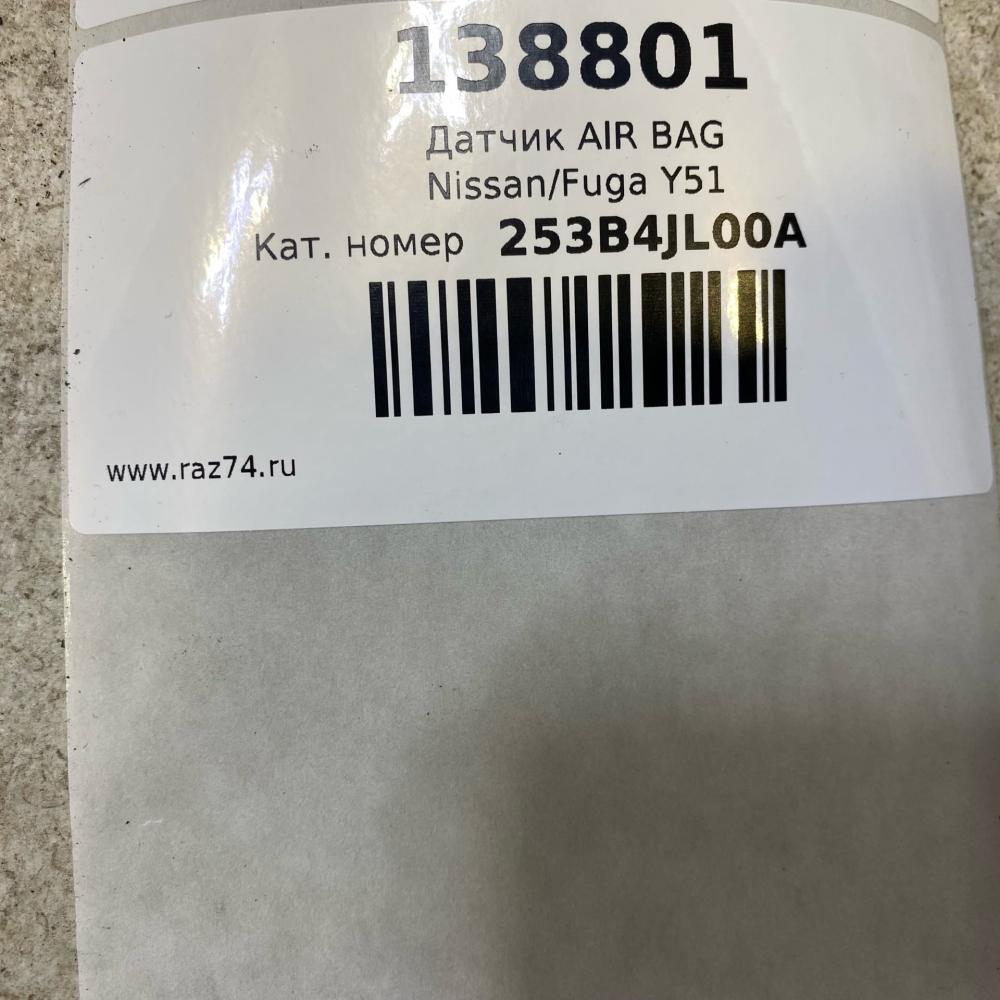 138801
Датчик AIR BAG
Nissan/Fuga Y51
Кат. номер 253B4JL00A
www.raz74.ru